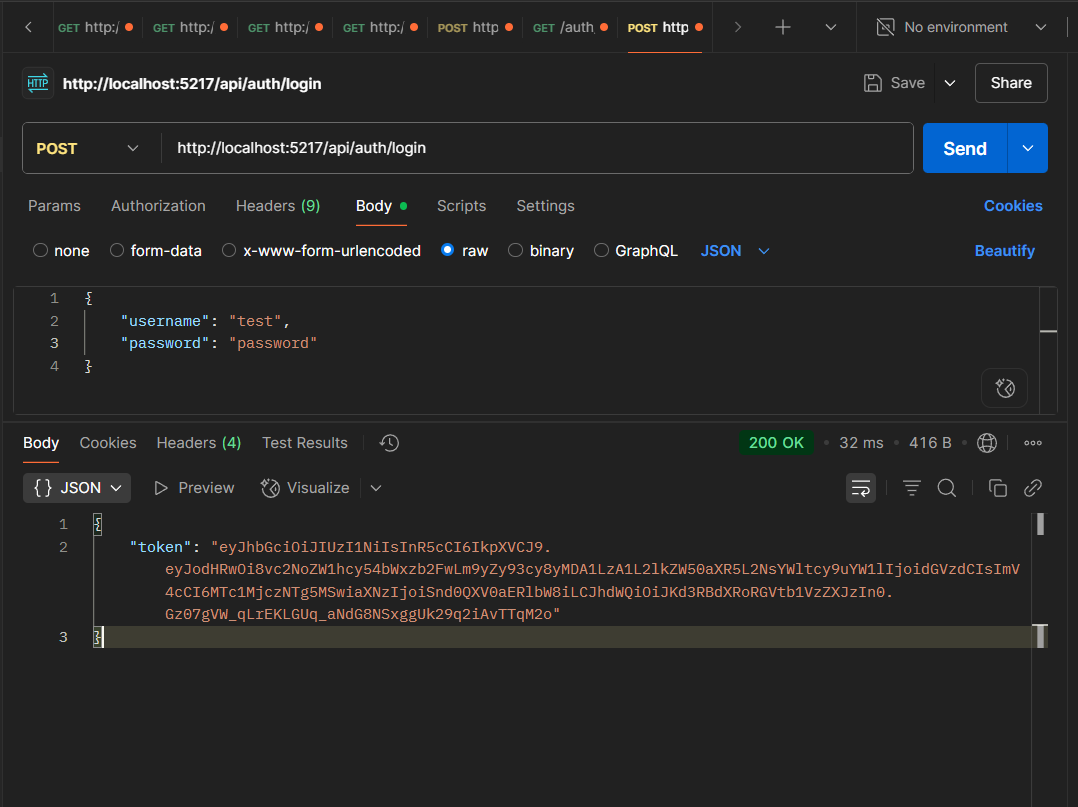 GET http:/ GET http:/ GET http:/ GET http:/ POST http GET /auth, POST http No environment
HTTP http://localhost:5217/api/auth/login Save Share
POST http://localhost:5217/api/auth/login Send
Params Authorization Headers (9) Body Scripts Settings Cookies
none form-data x-www-form-urlencoded raw binary GraphQL JSON Beautify
1 {
2 "username": "test",
3 "password": "password"
4 }
Body Cookies Headers (4) Test Results 200 OK • 32 ms • 416 B •
{} JSON Preview Visualize
1 {
2 "token": "eyJhbGciOiJIUzI1NiIsInR5cCI6IkpXVCJ9.
eyJodHRwOi8vc2NoZW1hcy54bWxzb2FwLm9yZy93cy8yMDA1LzA1L2lkZW50aXR5L2NsYWltcy9uYW1lIjoidGVzdCIsImV
4cCI6MTc1MjczNTg5MSwiaXNzIjoiSnd0QXV0aERlbW8iLCJhdWQiOiJKd3RBdXRoRGVtb1VzZXJzIn0.
Gz07gVW_qLrEKLGUq_aNdG8NSxggUk29q2iAvTTqM2o"
3 }